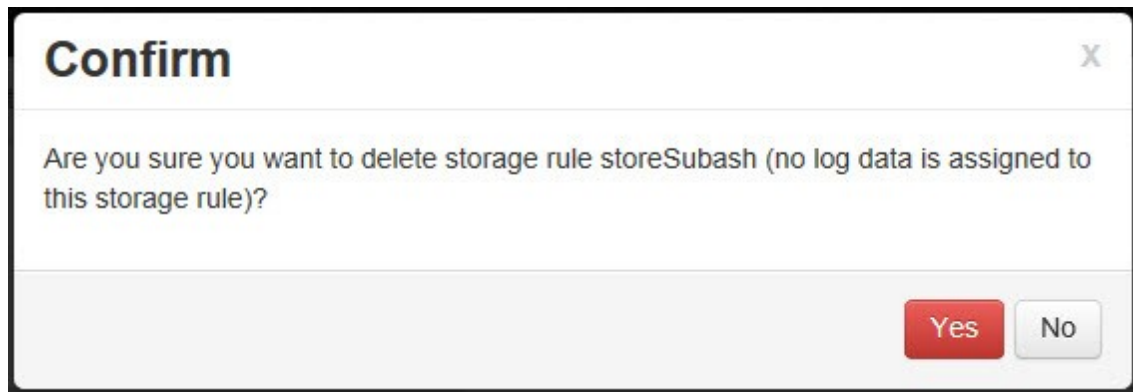 Confirm
x
Are you sure you want to delete storage rule storeSubash (no log data is assigned to
this storage rule)?
Yes
No